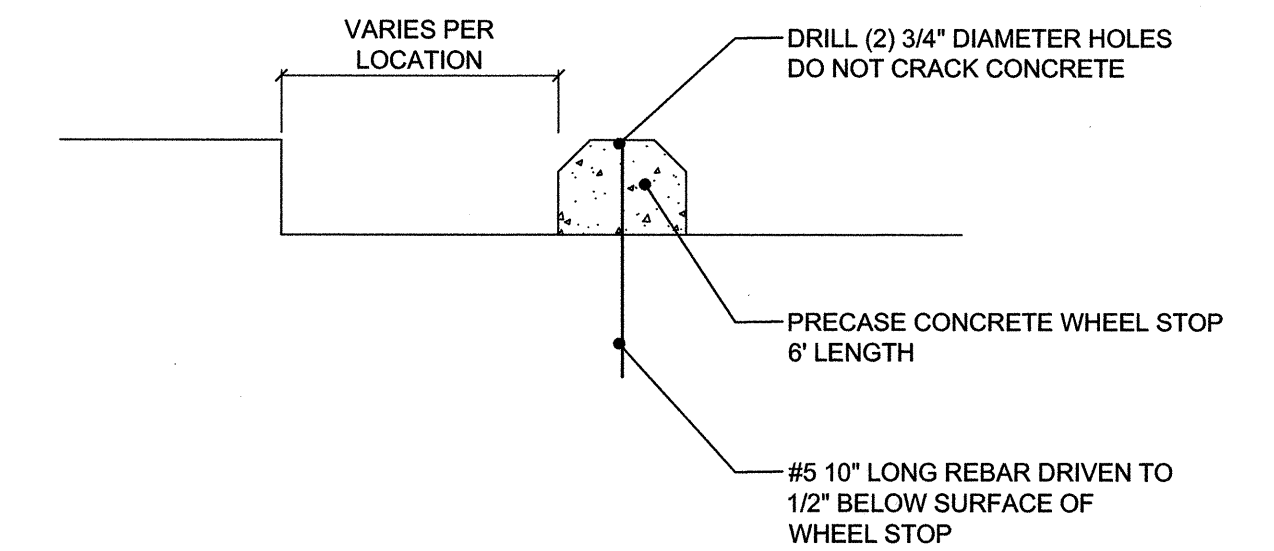 VARIES PER
LOCATION
DRILL (2) 3/4" DIAMETER HOLES
DO NOT CRACK CONCRETE
PRECASE CONCRETE WHEEL STOP
6' LENGTH
#5 10" LONG REBAR DRIVEN TO
1/2" BELOW SURFACE OF
WHEEL STOP